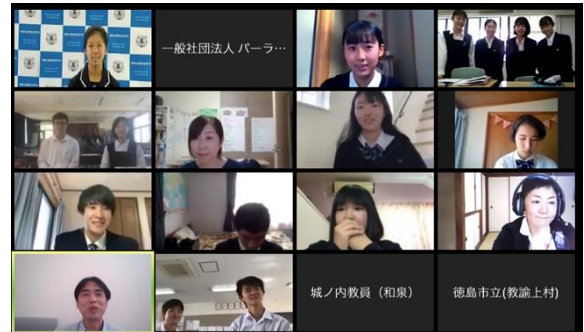 一般社団法人 パーラ…
城ノ内教員（和泉）
徳島市立(教諭上村)